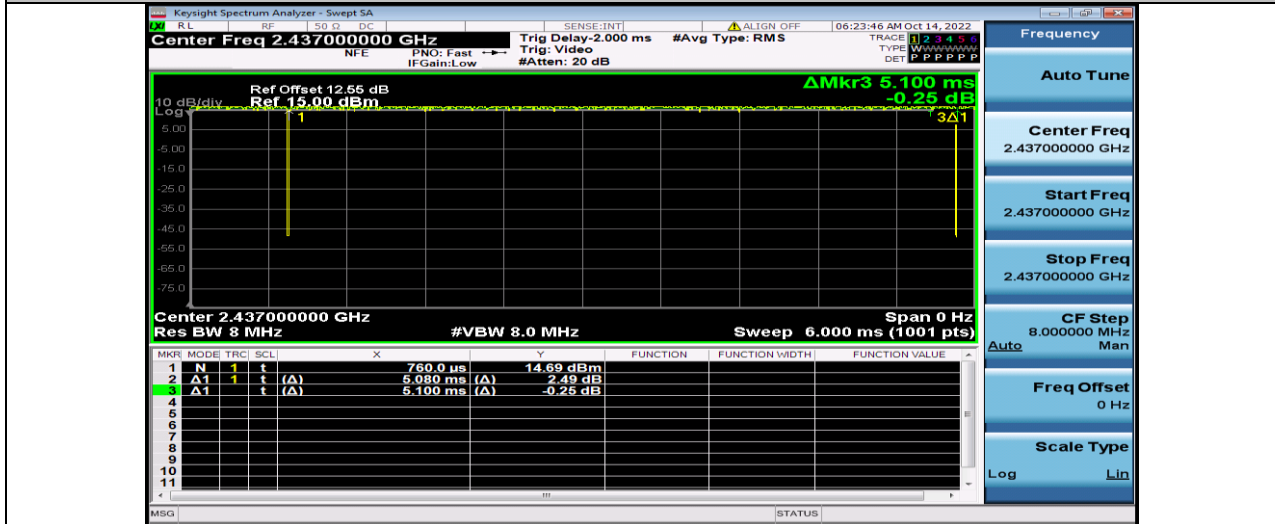 Keysight Spectrum Analyzer - Swept SA
LXI RL RF 50 Ω DC SENSE:INT ALIGN OFF 06:23:46 AM Oct 14, 2022
Center Freq 2.437000000 GHz
NFE PNO: Fast IFGain:Low
Trig Delay-2.000 ms
Trig: Video
#Atten: 20 dB
#Avg Type: RMS
TRACE 1 2 3 4 5 6
TYPE WWWWWW
DET P P P P P P
Ref Offset 12.55 dB
Ref 15.00 dBm
10 dB/div
Log
ΔMkr3 5.100 ms
-0.25 dB
1
3Δ1
5.00
-5.00
-15.0
-25.0
-35.0
-45.0
-55.0
-65.0
-75.0
Center 2.437000000 GHz Span 0 Hz
Res BW 8 MHz #VBW 8.0 MHz Sweep 6.000 ms (1001 pts)
MKR MODE TRC SCL X Y FUNCTION FUNCTION WIDTH FUNCTION VALUE
1 N 1 t 760.0 µs 14.69 dBm
2 Δ1 1 t (Δ) 5.080 ms (Δ) 2.49 dB
3 Δ1 t (Δ) 5.100 ms (Δ) -0.25 dB
4
5
6
7
8
9
10
11
MSG STATUS
Frequency
Auto Tune
Center Freq
2.437000000 GHz
Start Freq
2.437000000 GHz
Stop Freq
2.437000000 GHz
CF Step
8.000000 MHz
Auto Man
Freq Offset
0 Hz
Scale Type
Log Lin